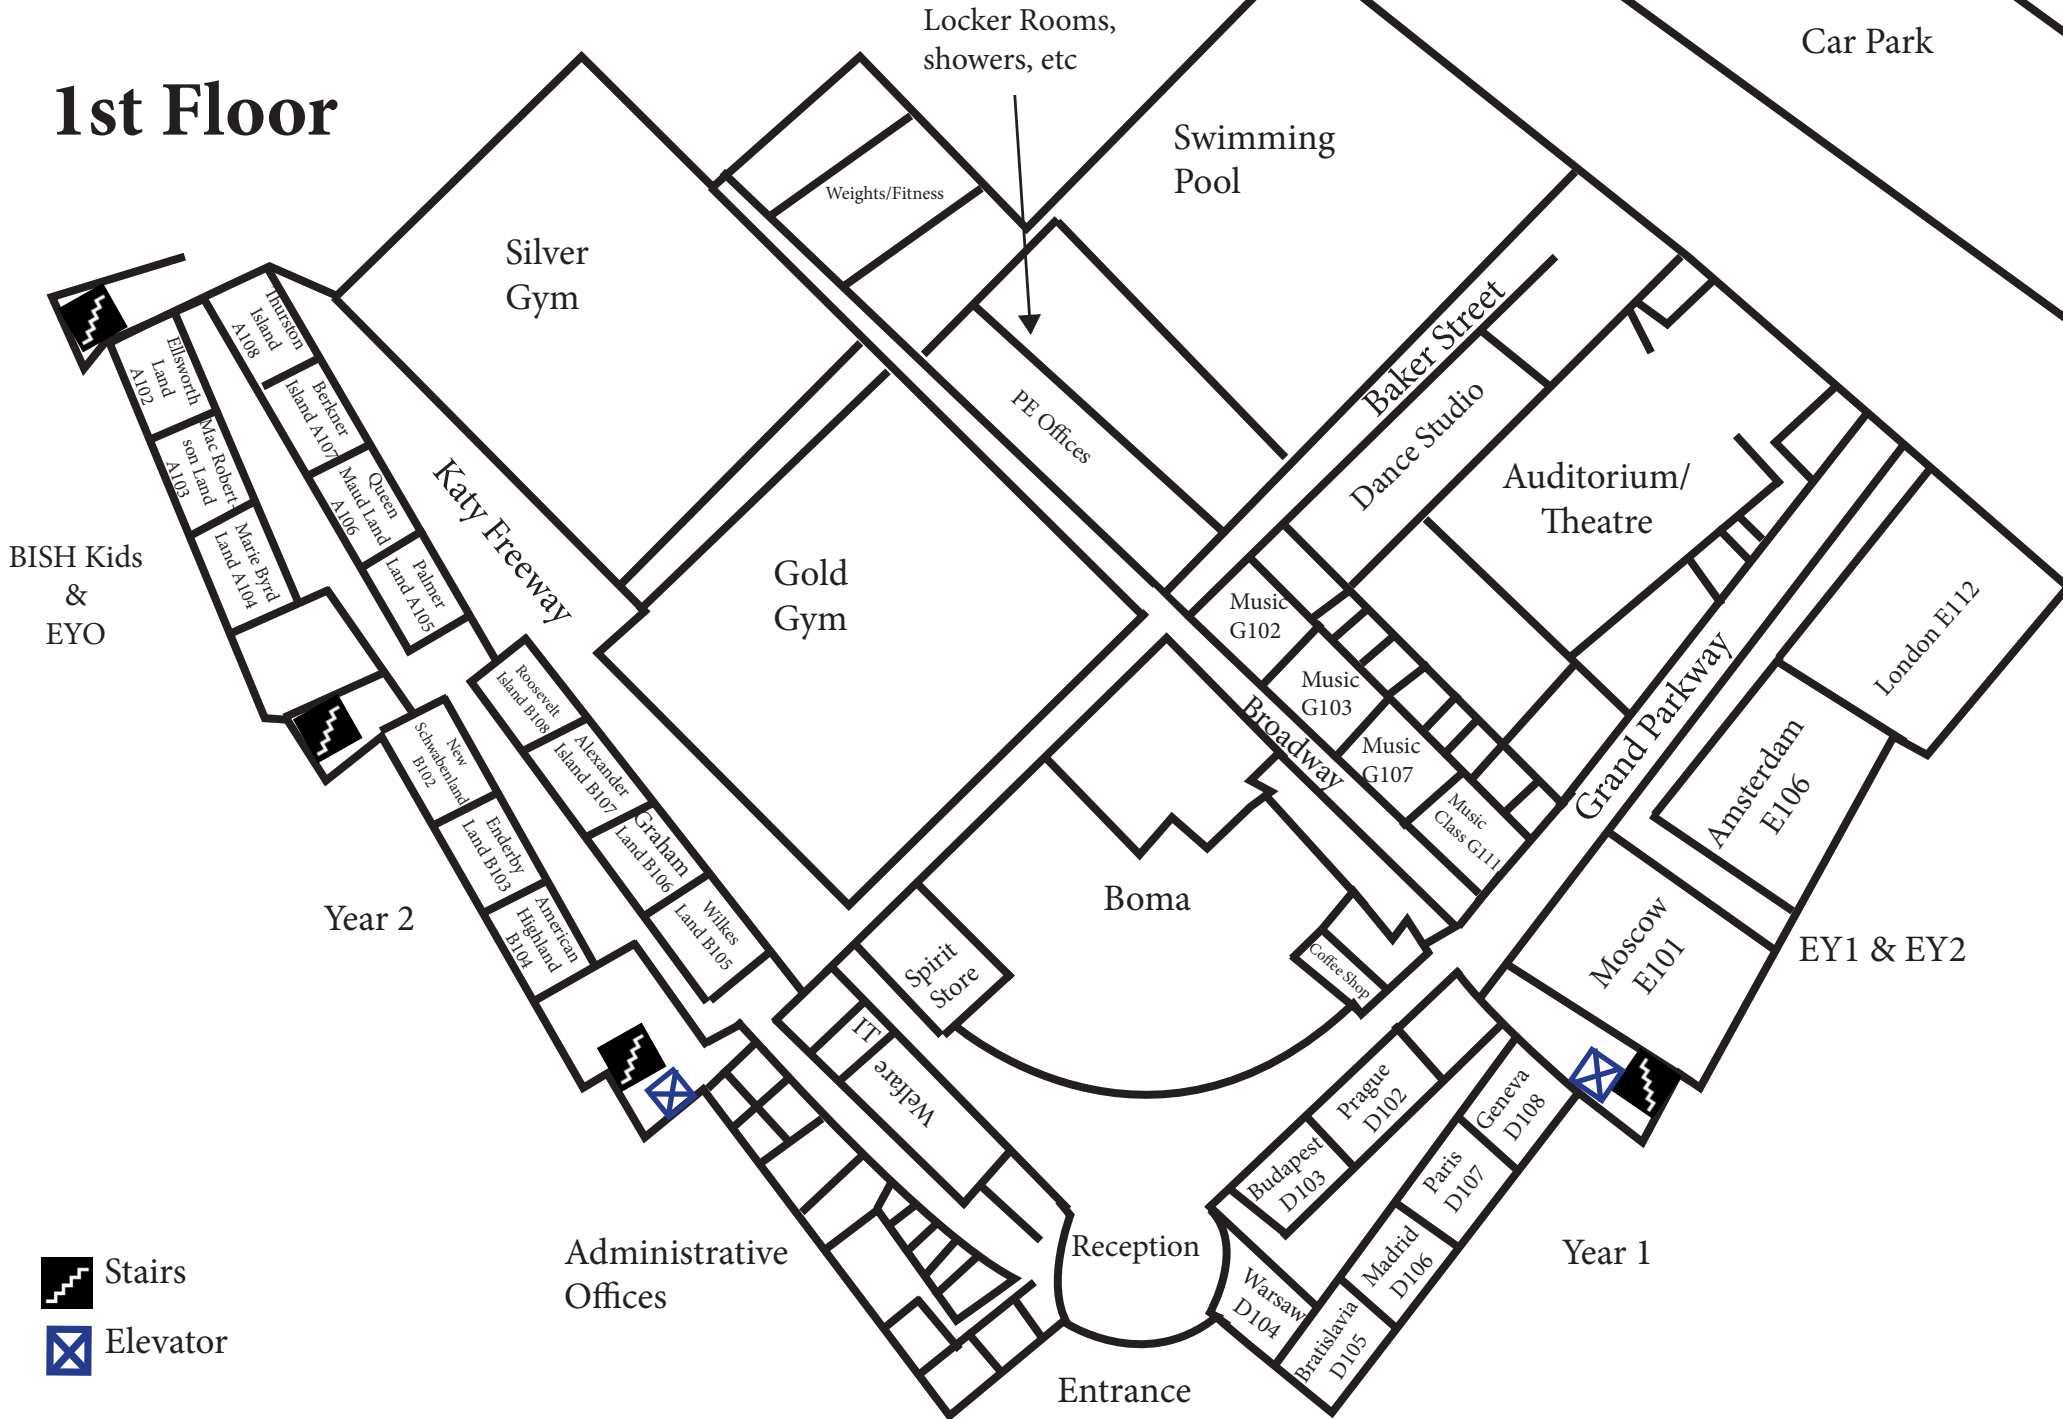 Locker Rooms,
showers, etc
Car Park
1st Floor
Swimming
Pool
Weights/Fitness
Silver
Gym
Thurston
Island
A108
Ellsworth
Land
A102
Berkner
Island A107
Mac Robert-
son Land
A103
Queen
Maud Land
A106
Marie Byrd
Land A104
Palmer
Land A105
Katy Freeway
BISH Kids
&
EYO
PE Offices
Baker Street
Dance Studio
Auditorium/
Theatre
Gold
Gym
Music
G102
Music
G103
Music
G107
Music
Class G111
Broadway
Grand Parkway
London E112
Amsterdam
E106
Moscow
E101
EY1 & EY2
Roosevelt
Island B108
Alexander
Island B107
Graham
Land B106
Wilkes
Land B105
New
Schwabenland
B102
Enderby
Land B103
American
Highland
B104
Year 2
Boma
Spirit
Store
Coffee Shop
IT
Welfare
Prague
D102
Budapest
D103
Geneva
D108
Paris
D107
Madrid
D106
Warsaw
D104
Bratislavia
D105
Year 1
Reception
Administrative
Offices
Entrance
Stairs
Elevator